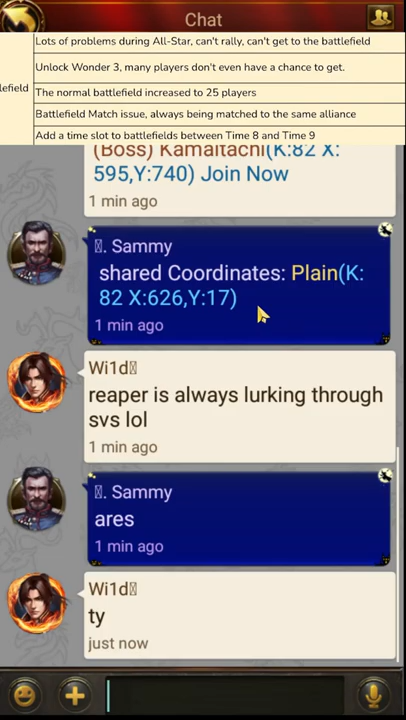 Chat
Lots of problems during All-Star, can't rally, can't get to the battlefield
Unlock Wonder 3, many players don't even have a chance to get.
lefield
The normal battlefield increased to 25 players
Battlefield Match issue, always being matched to the same alliance
Add a time slot to battlefields between Time 8 and Time 9
(Boss) Kamaitachi(K:82 X:
595,Y:740) Join Now
1 min ago
. Sammy
shared Coordinates: Plain(K:
82 X:626,Y:17)
1 min ago
Wi1d
reaper is always lurking through
svs lol
1 min ago
. Sammy
ares
1 min ago
Wi1d
ty
just now